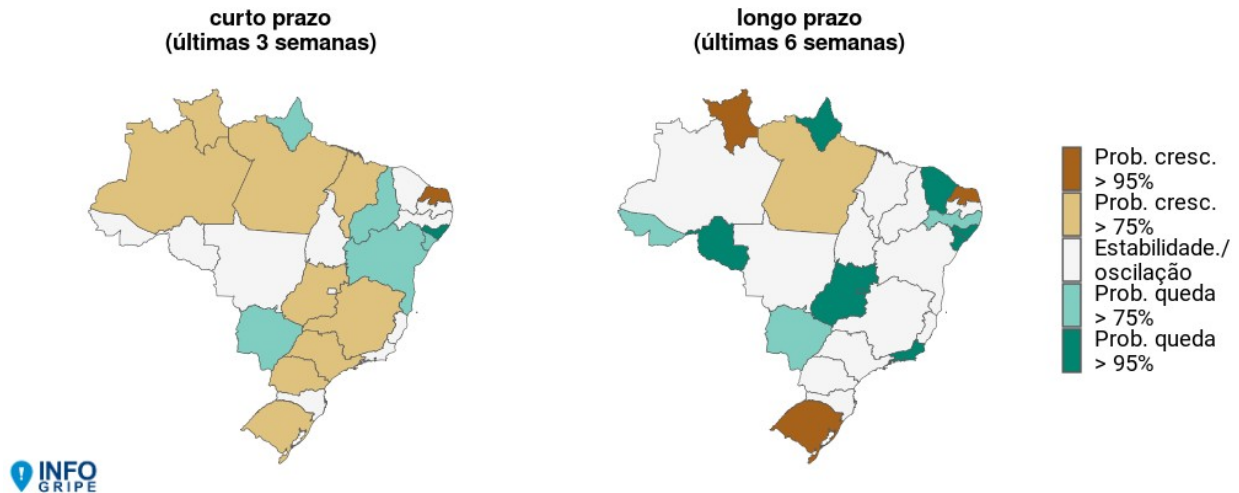 curto prazo
(últimas 3 semanas)
longo prazo
(últimas 6 semanas)
Prob. cresc.
> 95%
Prob. cresc.
> 75%
Estabilidade./
oscilação
Prob. queda
> 75%
Prob. queda
> 95%
INFO
GRIPE